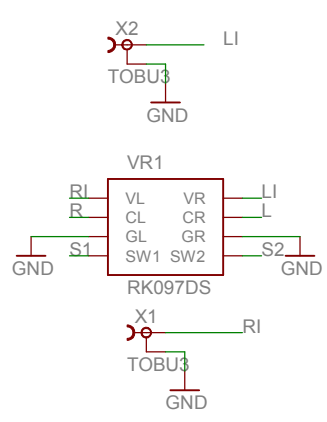 X2
LI
TOBU3
GND
VR1
RI VL VR LI
R CL CR L
GL GR
S1 SW1 SW2 S2
GND GND
RK097DS
X1
RI
TOBU3
GND